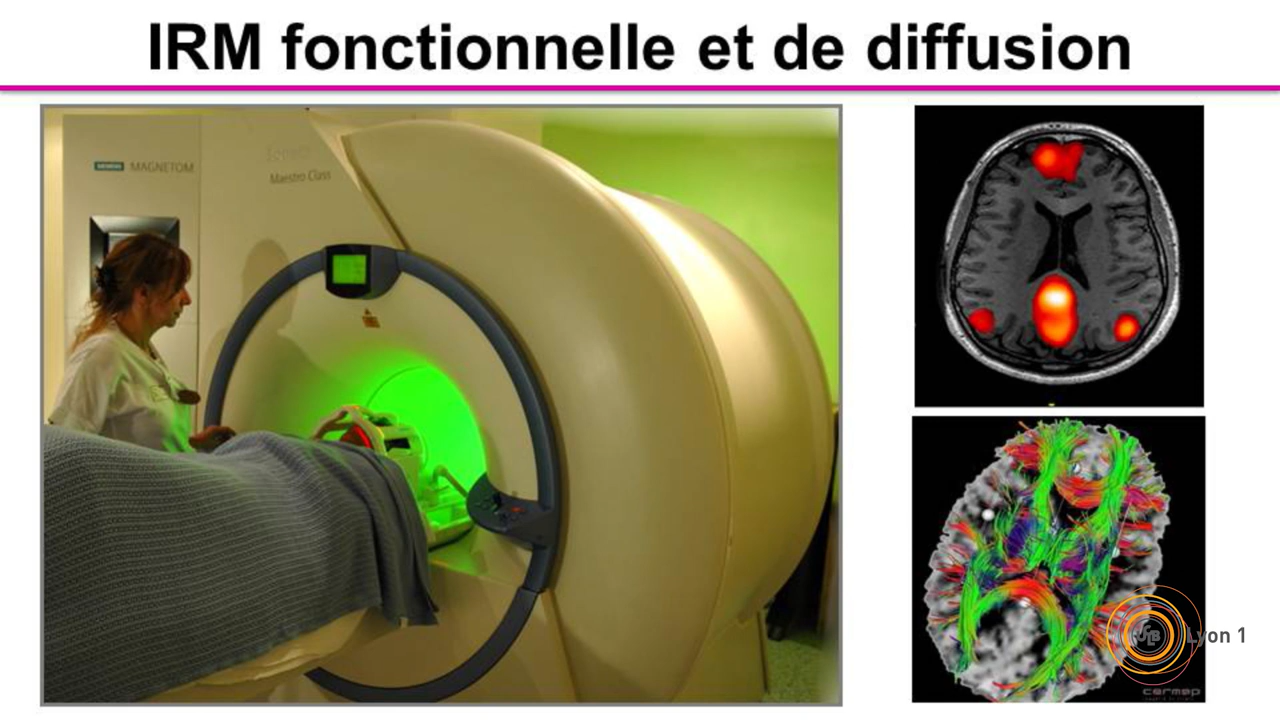 IRM fonctionnelle et de diffusion
SIEMENS MAGNETOM
Maestro Class
Lyon 1
cermep